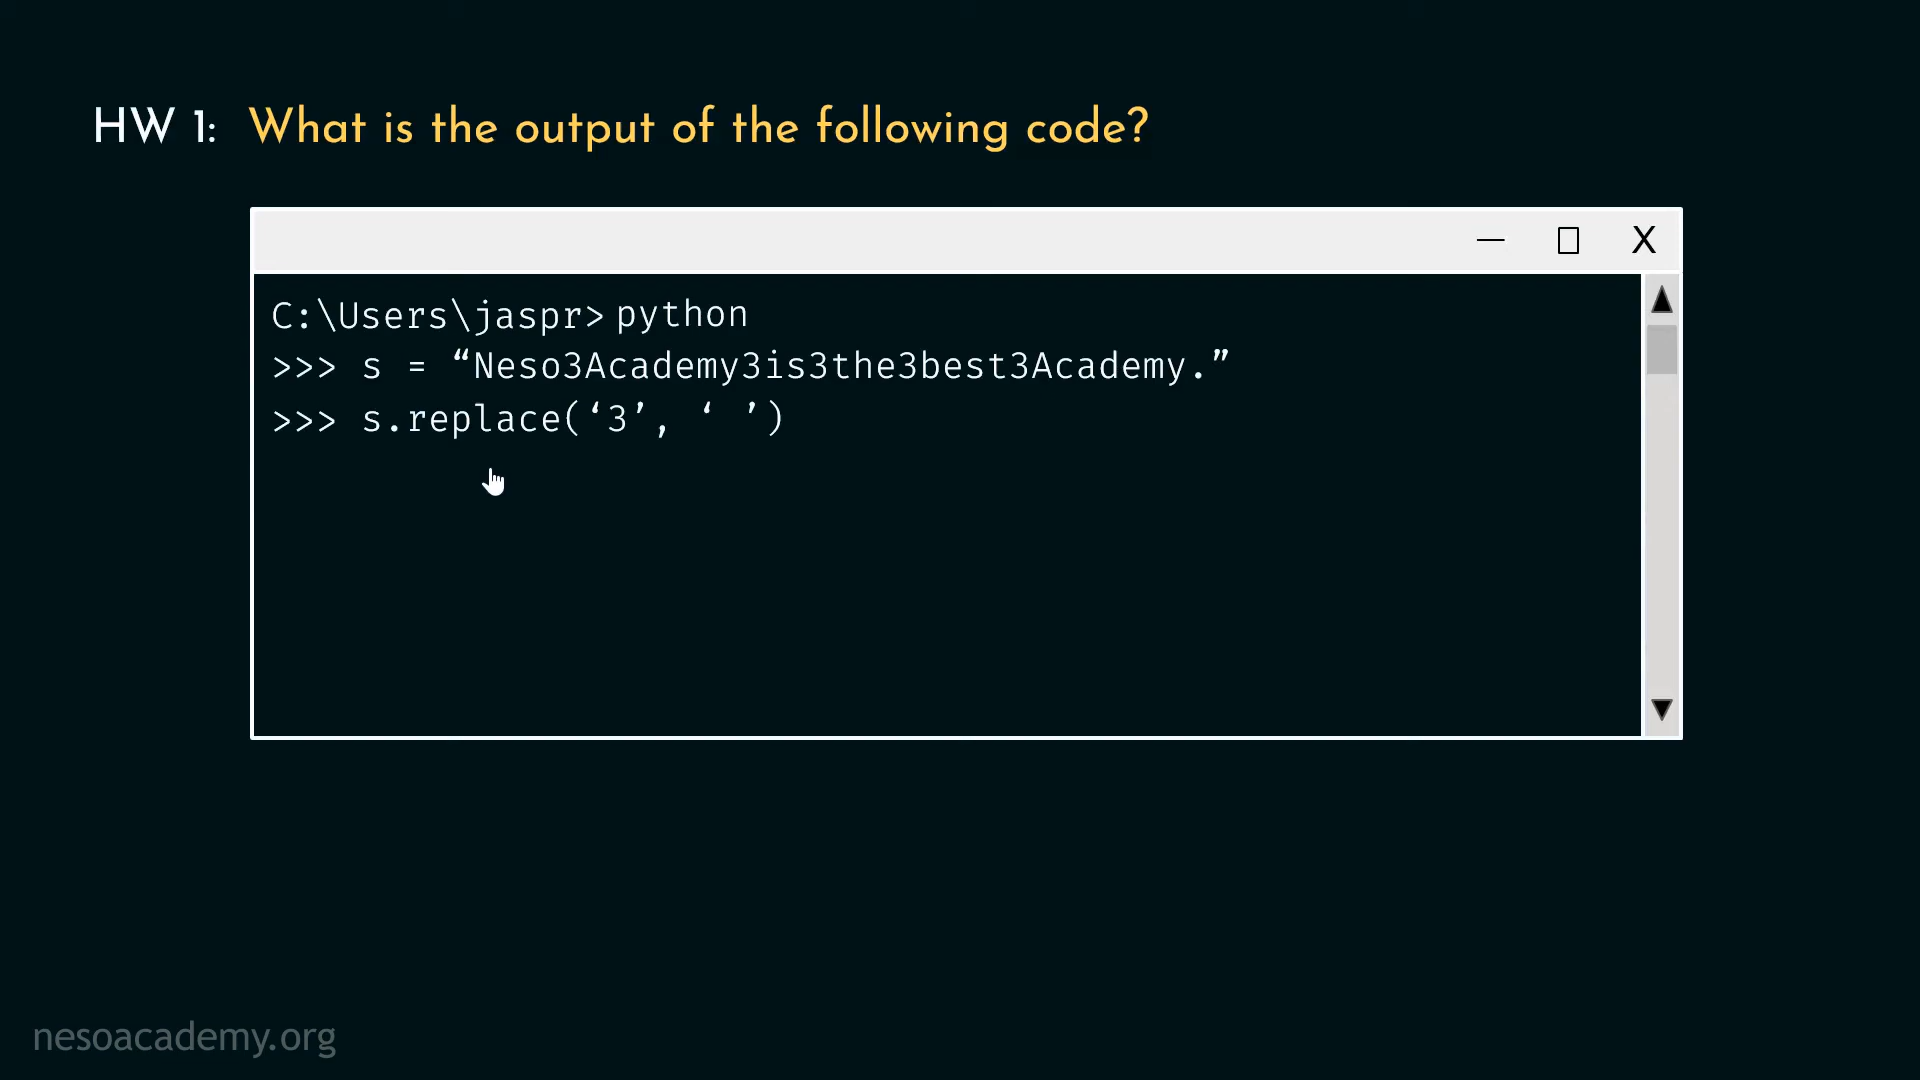 HW 1: What is the output of the following code?
— □ X
C:\Users\jaspr> python
>>> s = “Neso3Academy3is3the3best3Academy.”
>>> s.replace(‘3’, ‘ ’)
nesoacademy.org